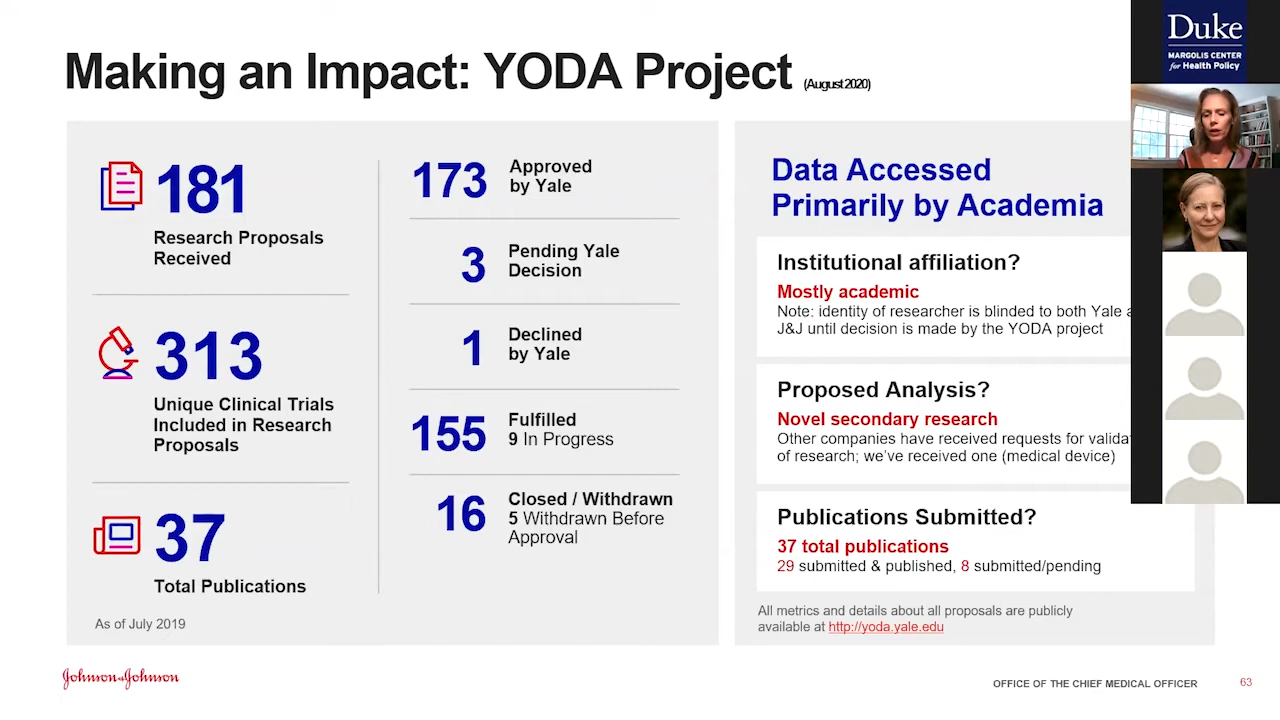 Making an Impact: YODA Project (August 2020)
181
Research Proposals
Received
313
Unique Clinical Trials
Included in Research
Proposals
37
Total Publications
As of July 2019
173 Approved
by Yale
3 Pending Yale
Decision
1 Declined
by Yale
155 Fulfilled
9 In Progress
16 Closed / Withdrawn
5 Withdrawn Before
Approval
Data Accessed
Primarily by Academia
Institutional affiliation?
Mostly academic
Note: identity of researcher is blinded to both Yale a
J&J until decision is made by the YODA project
Proposed Analysis?
Novel secondary research
Other companies have received requests for validat
of research; we've received one (medical device)
Publications Submitted?
37 total publications
29 submitted & published, 8 submitted/pending
All metrics and details about all proposals are publicly
available at http://yoda.yale.edu
Duke
MARGOLIS CENTER
for Health Policy
Johnson & Johnson
OFFICE OF THE CHIEF MEDICAL OFFICER 63